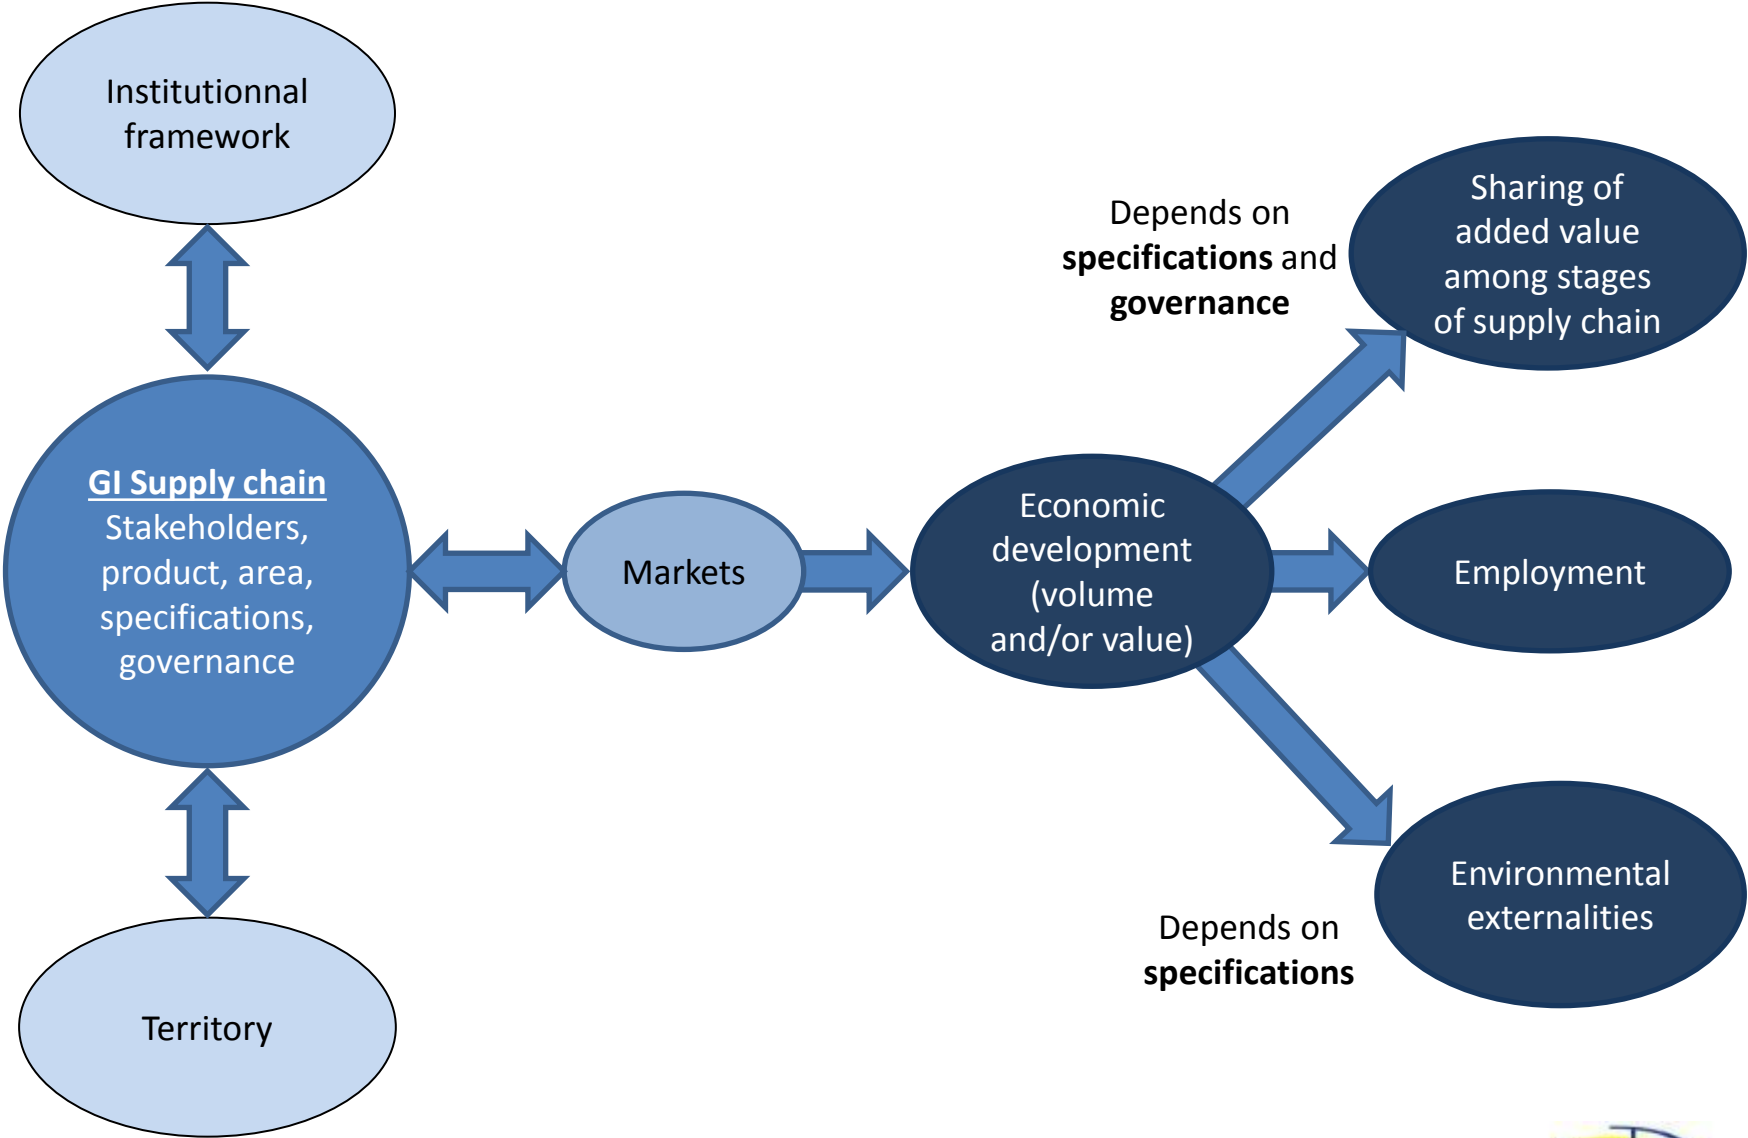 Institutionnal
framework
GI Supply chain
Stakeholders,
product, area,
specifications,
governance
Territory
Markets
Economic
development
(volume
and/or value)
Depends on
specifications and
governance
Sharing of
added value
among stages
of supply chain
Employment
Depends on
specifications
Environmental
externalities